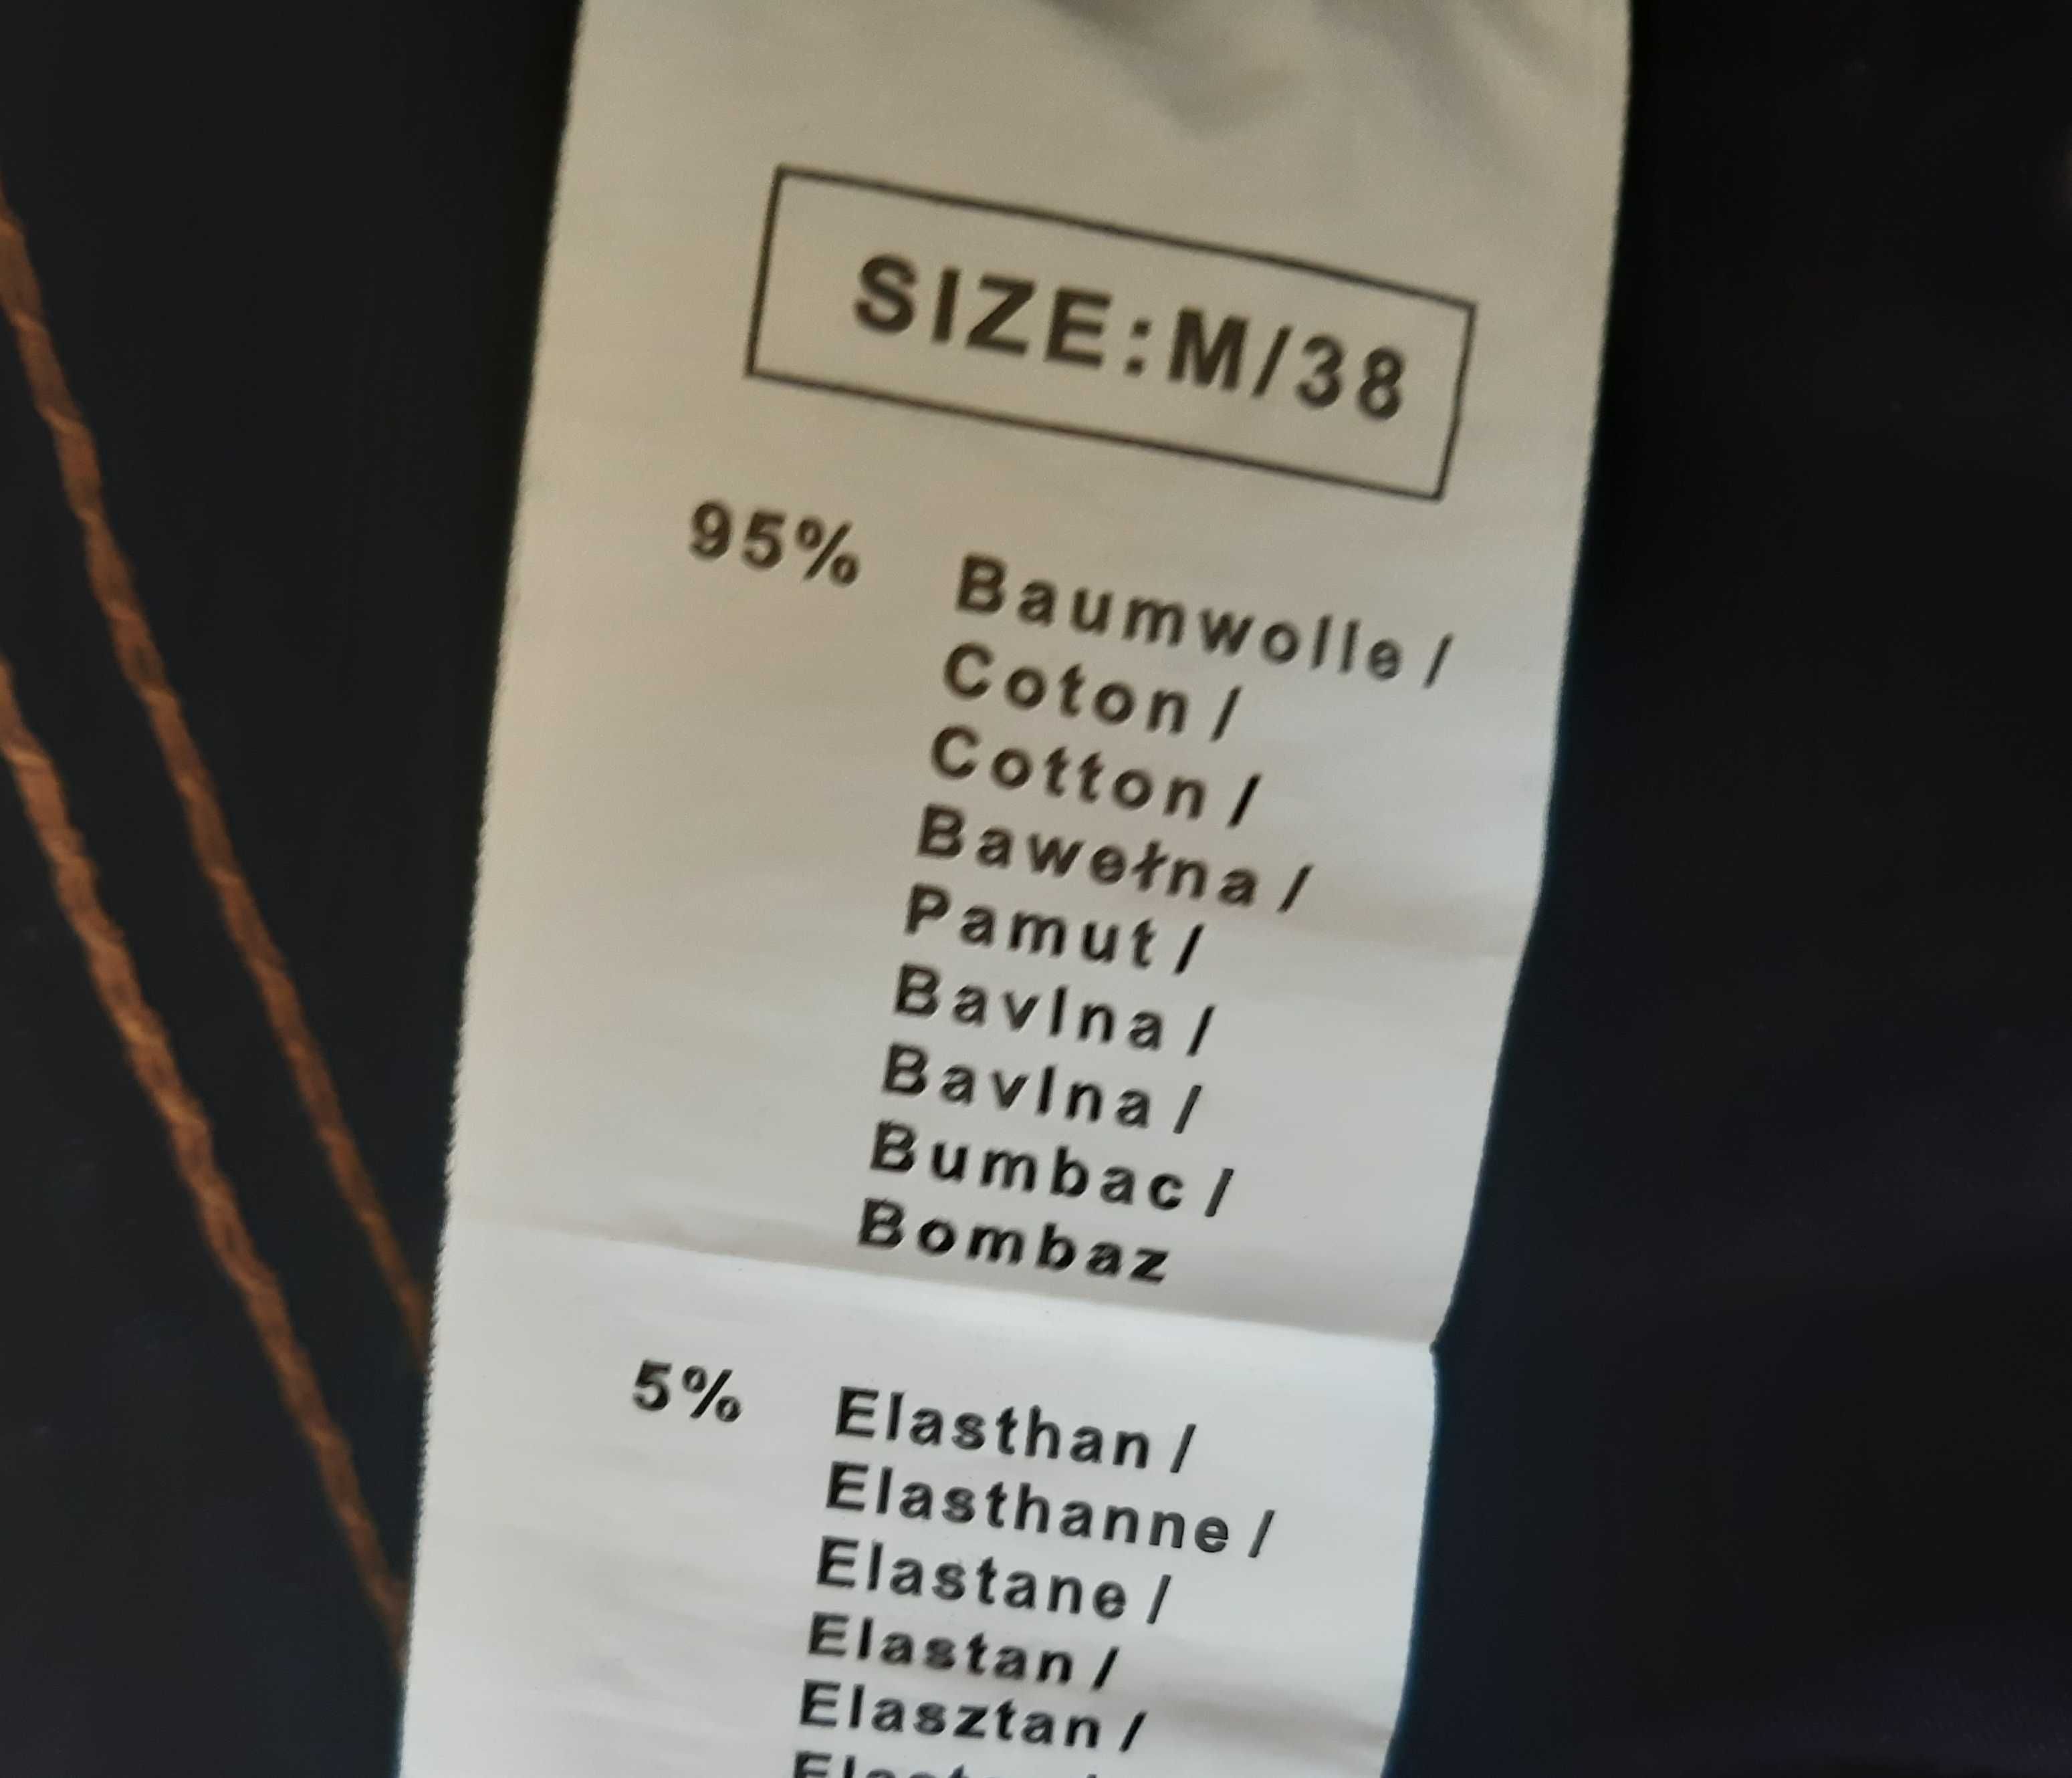 SIZE:M/38
95% Baumwolle /
Coton /
Cotton /
Bawełna /
Pamut /
Bavlna /
Bavlna /
Bumbac /
Bombaz
5% Elasthan /
Elasthanne /
Elastane /
Elastan /
Elasztan /